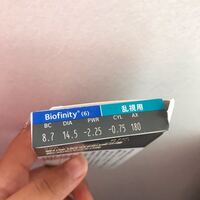 Biofinity® (6) 乱視用
BC DIA PWR CYL AX
8.7 14.5 -2.25 -0.75 180